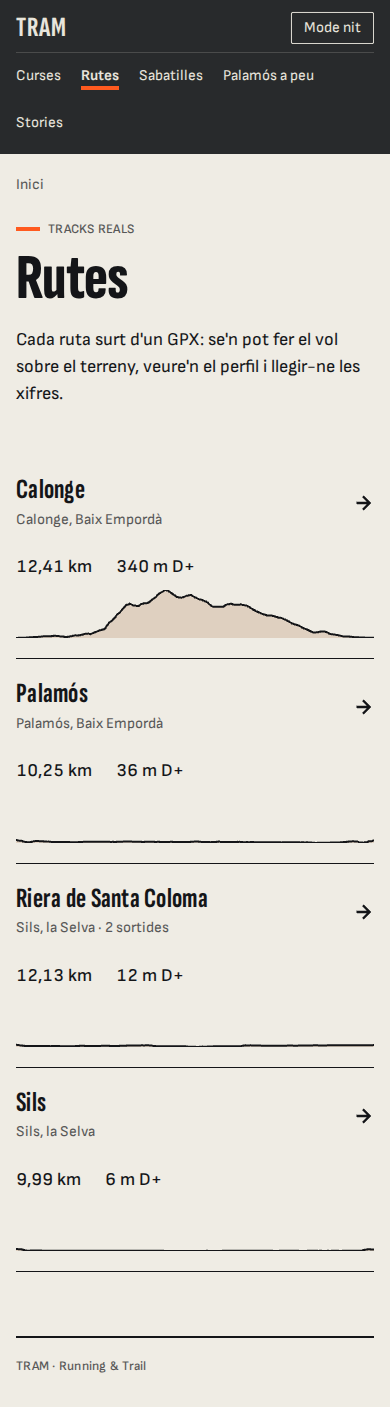 TRAM
Mode nit
Curses Rutes Sabatilles Palamós a peu
Stories
Inici
TRACKS REALS
Rutes
Cada ruta surt d'un GPX: se'n pot fer el vol
sobre el terreny, veure'n el perfil i llegir-ne les
xifres.
Calonge
Calonge, Baix Empordà
12,41 km 340 m D+
Palamós
Palamós, Baix Empordà
10,25 km 36 m D+
Riera de Santa Coloma
Sils, la Selva · 2 sortides
12,13 km 12 m D+
Sils
Sils, la Selva
9,99 km 6 m D+
TRAM · Running & Trail